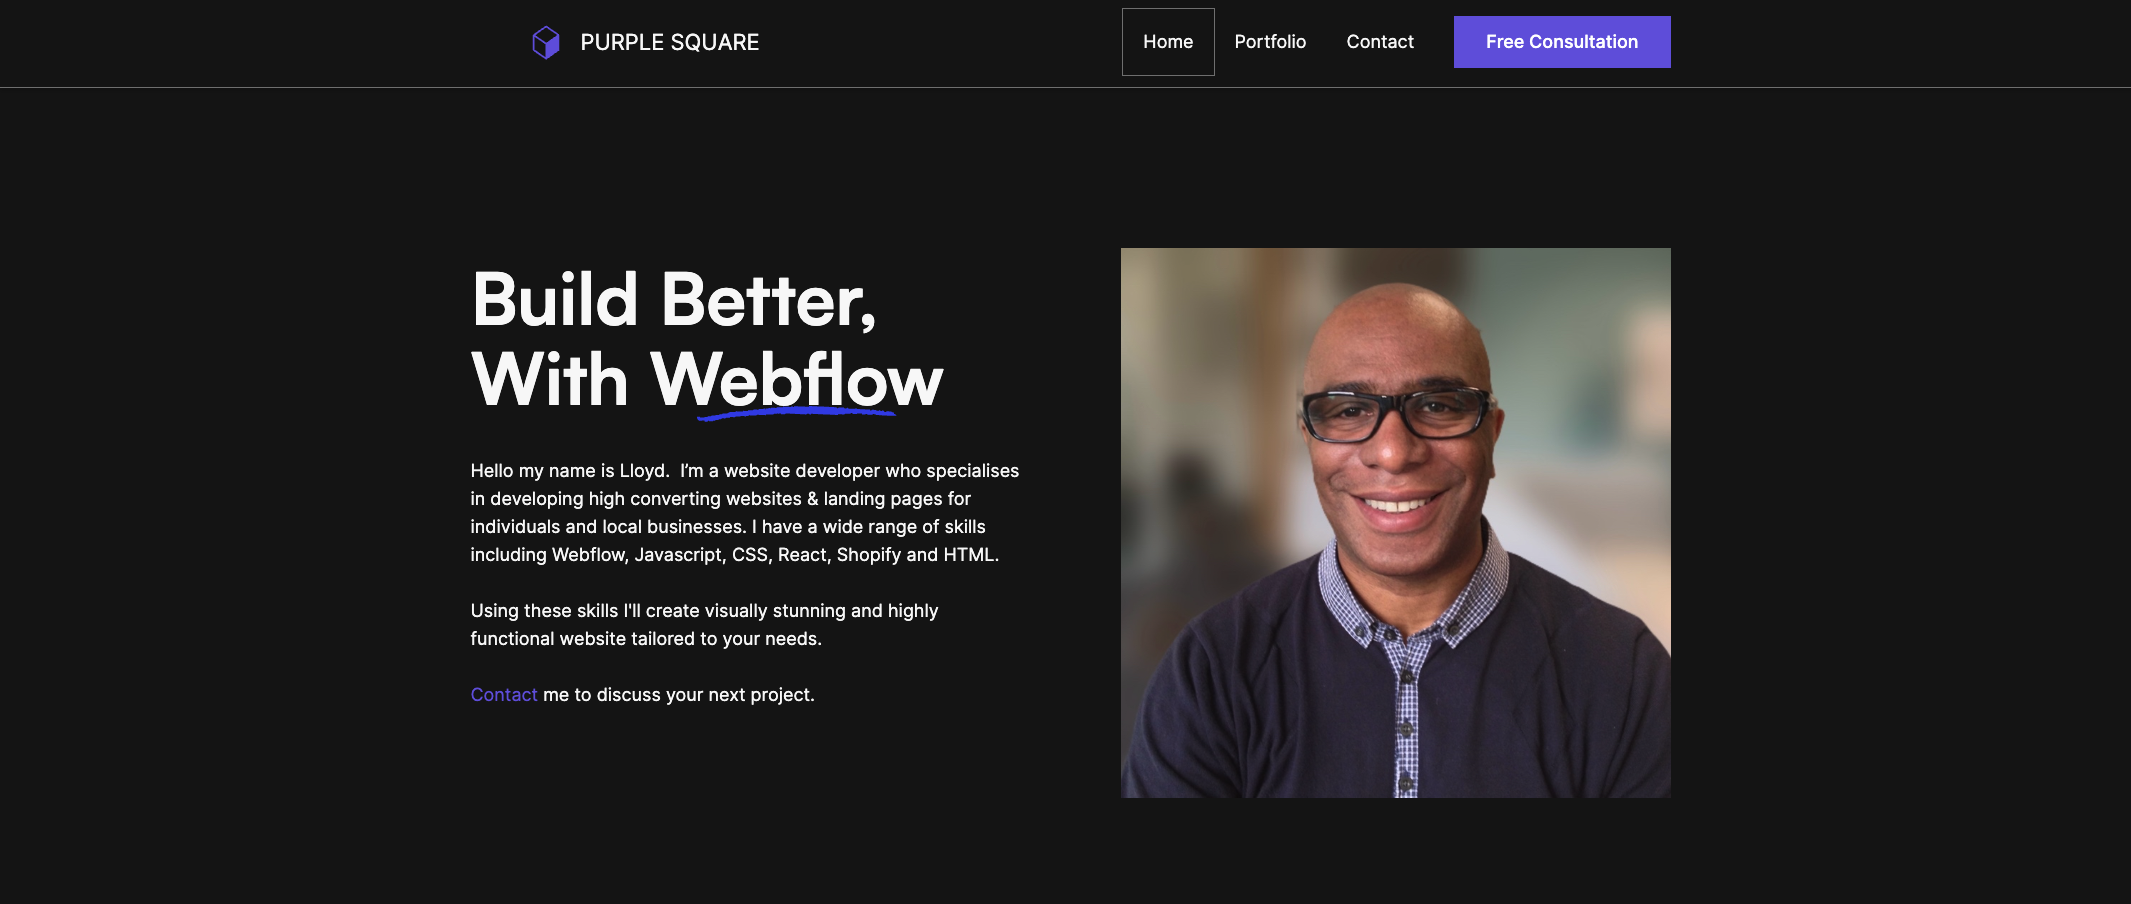 PURPLE SQUARE
Home
Portfolio
Contact
Free Consultation
Build Better,
With Webflow
Hello my name is Lloyd.  I’m a website developer who specialises
in developing high converting websites & landing pages for
individuals and local businesses. I have a wide range of skills
including Webflow, Javascript, CSS, React, Shopify and HTML.
Using these skills I'll create visually stunning and highly
functional website tailored to your needs.
Contact me to discuss your next project.